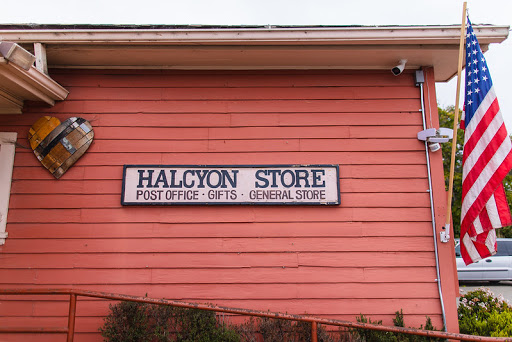 HALCYON STORE
POST OFFICE · GIFTS · GENERAL STORE